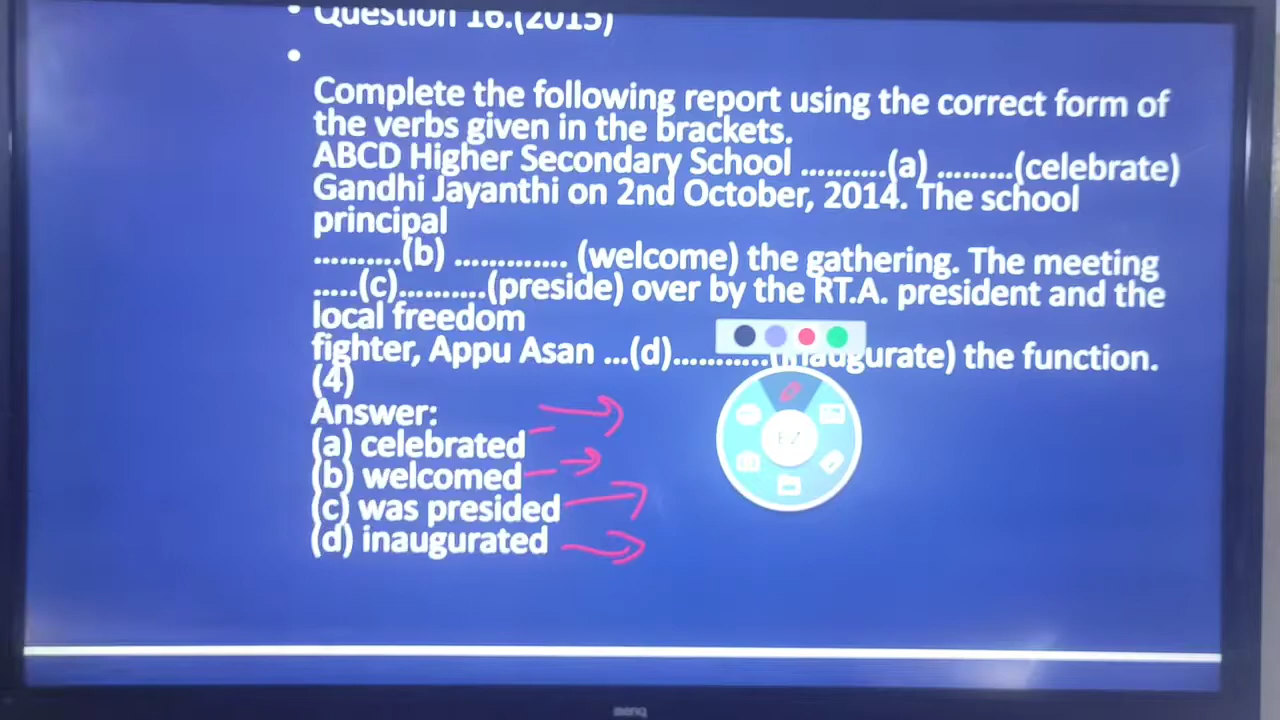 Question 16.(2015)
Complete the following report using the correct form of
the verbs given in the brackets.
ABCD Higher Secondary School ..........(a) .........(celebrate)
Gandhi Jayanthi on 2nd October, 2014. The school
principal
..........(b) ............. (welcome) the gathering. The meeting
.....(c)..........(preside) over by the RT.A. president and the
local freedom
fighter, Appu Asan ...(d)...........(inaugurate) the function.
(4)
Answer:
(a) celebrated
(b) welcomed
(c) was presided
(d) inaugurated
EZ
BenQ